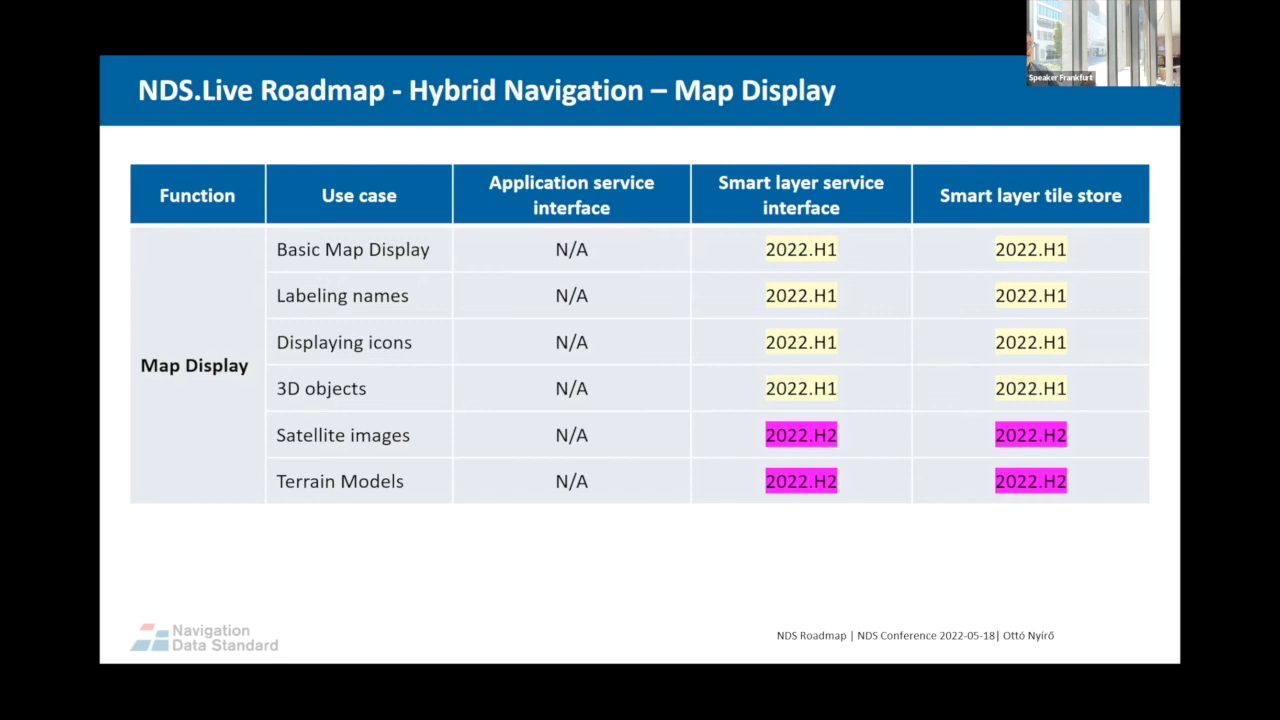 Speaker Frankfurt
NDS.Live Roadmap - Hybrid Navigation – Map Display
Function
Use case
Application service
interface
Smart layer service
interface
Smart layer tile store
Map Display
Basic Map Display N/A 2022.H1 2022.H1
Labeling names N/A 2022.H1 2022.H1
Displaying icons N/A 2022.H1 2022.H1
3D objects N/A 2022.H1 2022.H1
Satellite images N/A 2022.H2 2022.H2
Terrain Models N/A 2022.H2 2022.H2
Navigation
Data Standard
NDS Roadmap | NDS Conference 2022-05-18| Ottó Nyírő